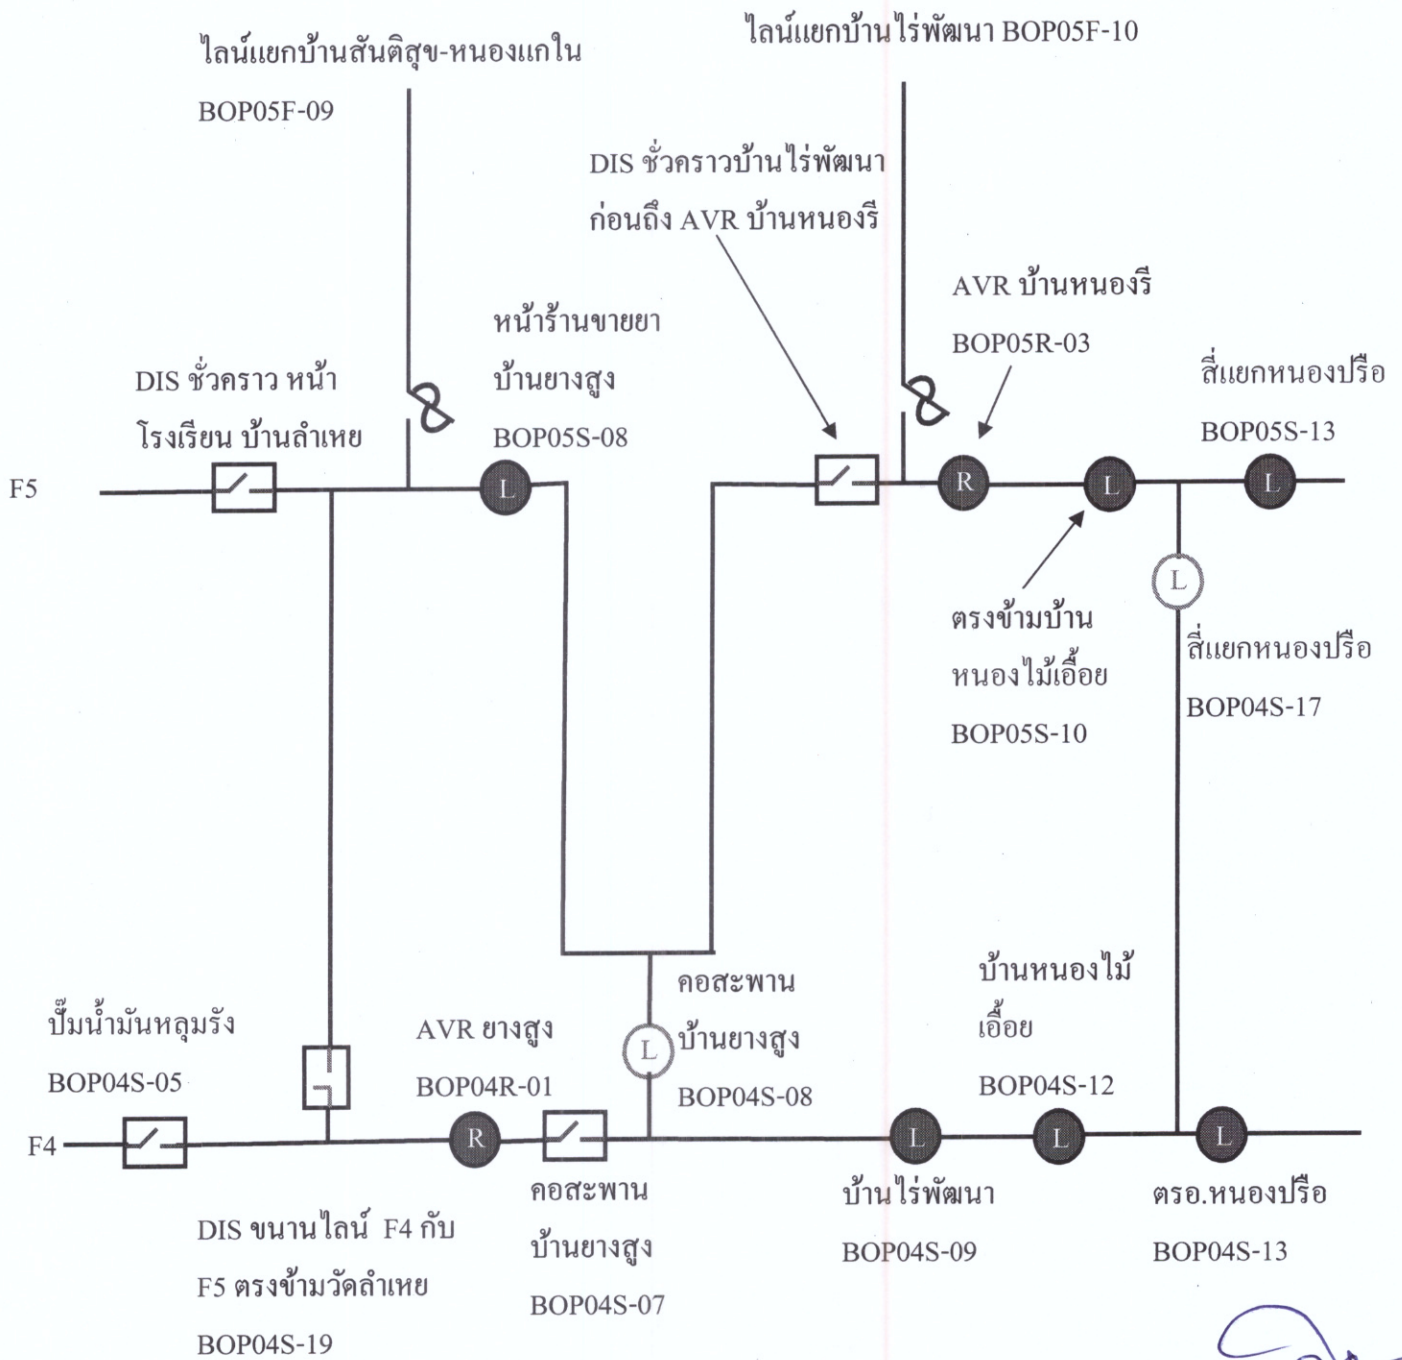 ไลน์แยกบ้านสันติสุข-หนองแกใน
BOP05F-09
ไลน์แยกบ้านไร่พัฒนา BOP05F-10
DIS ชั่วคราวบ้านไร่พัฒนา
ก่อนถึง AVR บ้านหนองรี
AVR บ้านหนองรี
BOP05R-03
หน้าร้านขายยา
บ้านยางสูง
BOP05S-08
DIS ชั่วคราว หน้า
โรงเรียน บ้านลำเหย
สี่แยกหนองปรือ
BOP05S-13
F5
L
R
L
L
L
ตรงข้ามบ้าน
หนองไม้เอื้อย
BOP05S-10
สี่แยกหนองปรือ
BOP04S-17
คอสะพาน
บ้านยางสูง
BOP04S-08
L
บ้านหนองไม้
เอื้อย
BOP04S-12
ปั๊มน้ำมันหลุมรัง
BOP04S-05
AVR ยางสูง
BOP04R-01
F4
R
L
L
L
คอสะพาน
บ้านยางสูง
BOP04S-07
บ้านไร่พัฒนา
BOP04S-09
ตรอ.หนองปรือ
BOP04S-13
DIS ขนานไลน์ F4 กับ
F5 ตรงข้ามวัดลำเหย
BOP04S-19